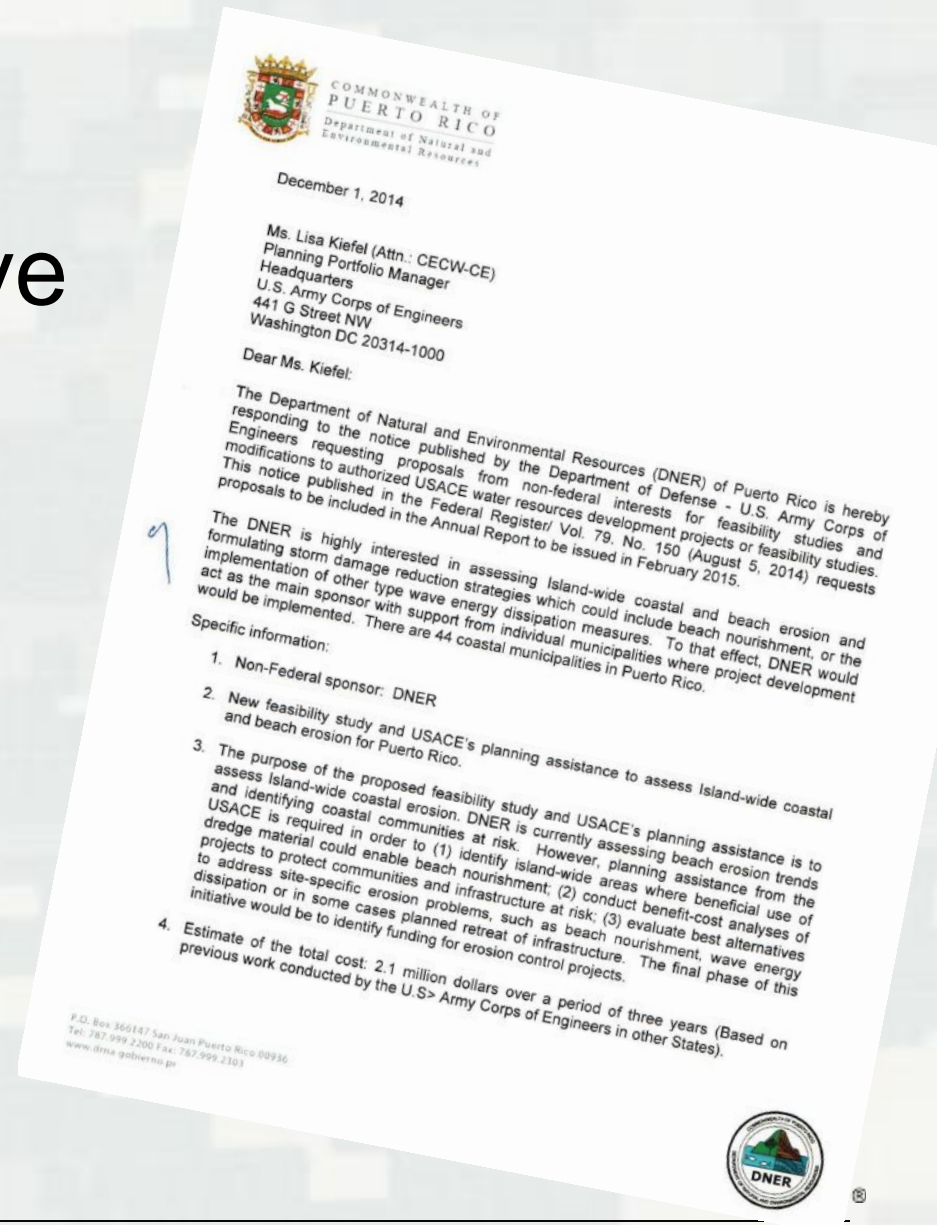 ve
COMMONWEALTH OF
PUERTO RICO
Department of Natural and
Environmental Resources
December 1, 2014
Ms. Lisa Kiefel (Attn.: CECW-CE)
Planning Portfolio Manager
Headquarters
U.S. Army Corps of Engineers
441 G Street NW
Washington DC 20314-1000
Dear Ms. Kiefel:
The Department of Natural and Environmental Resources (DNER) of Puerto Rico is hereby
responding to the notice published by the Department of Defense - U.S. Army Corps of
Engineers requesting proposals from non-federal interests for feasibility studies and
modifications to authorized USACE water resources development projects or feasibility studies.
This notice published in the Federal Register/ Vol. 79. No. 150 (August 5, 2014) requests
proposals to be included in the Annual Report to be issued in February 2015.
The DNER is highly interested in assessing Island-wide coastal and beach erosion and
formulating storm damage reduction strategies which could include beach nourishment, or the
implementation of other type wave energy dissipation measures. To that effect, DNER would
act as the main sponsor with support from individual municipalities where project development
would be implemented. There are 44 coastal municipalities in Puerto Rico.
Specific information:
1. Non-Federal sponsor: DNER
2. New feasibility study and USACE's planning assistance to assess Island-wide coastal
and beach erosion for Puerto Rico.
3. The purpose of the proposed feasibility study and USACE's planning assistance is to
assess Island-wide coastal erosion. DNER is currently assessing beach erosion trends
and identifying coastal communities at risk. However, planning assistance from the
USACE is required in order to (1) identify island-wide areas where beneficial use of
dredge material could enable beach nourishment; (2) conduct benefit-cost analyses of
projects to protect communities and infrastructure at risk; (3) evaluate best alternatives
to address site-specific erosion problems, such as beach nourishment, wave energy
dissipation or in some cases planned retreat of infrastructure. The final phase of this
initiative would be to identify funding for erosion control projects.
4. Estimate of the total cost: 2.1 million dollars over a period of three years (Based on
previous work conducted by the U.S> Army Corps of Engineers in other States).
P.O. Box 366147 San Juan Puerto Rico 00936
Tel: 787.999.2200 Fax: 787.999.2303
www.drna.gobierno.pr
DNER
®